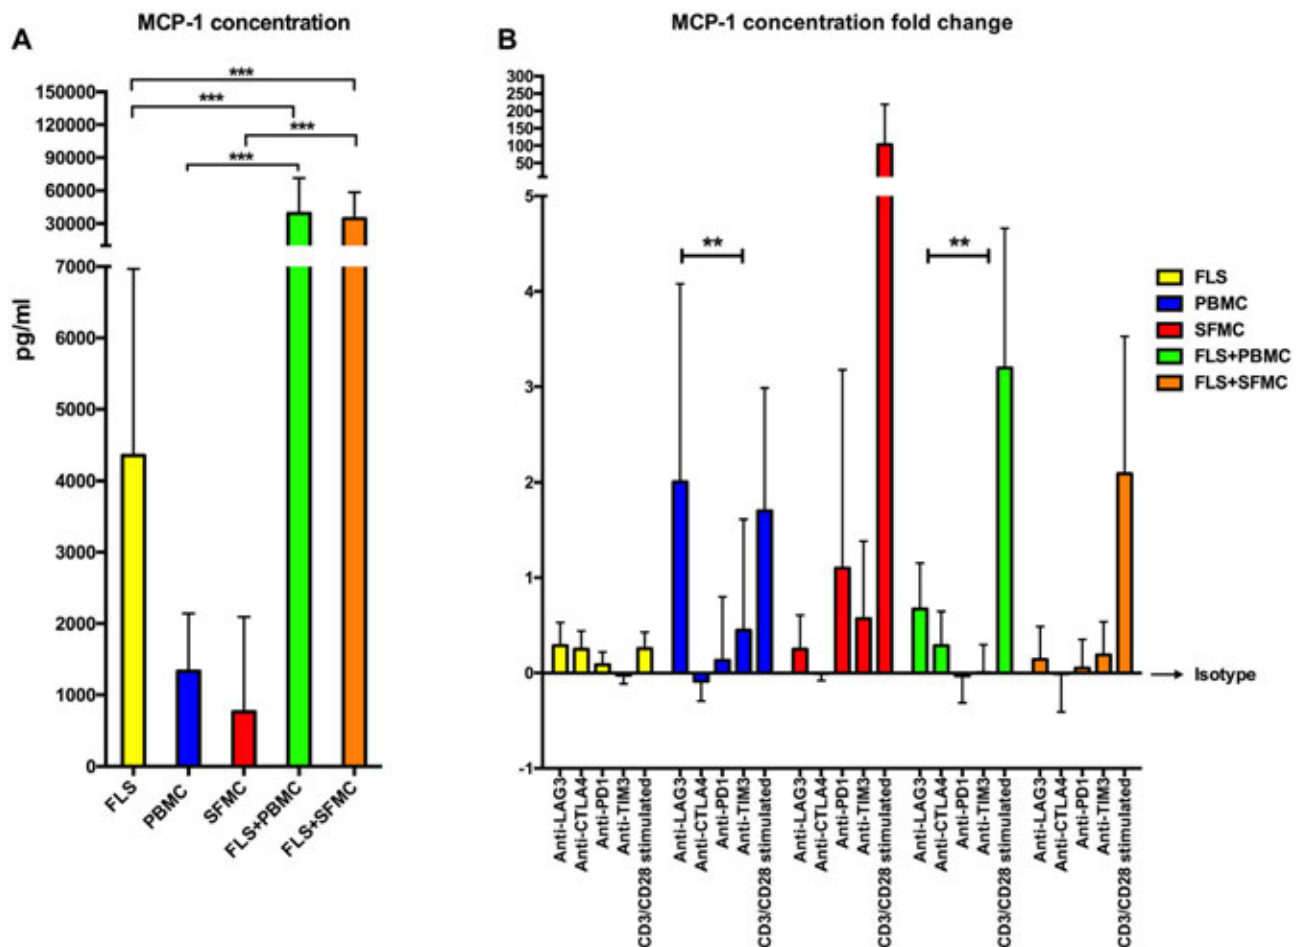 MCP-1 concentration
MCP-1 concentration fold change
A
B
***
***
***
***
150000
120000
90000
60000
30000
7000
6000
5000
4000
3000
2000
1000
0
pg/ml
FLS
PBMC
SFMC
FLS+PBMC
FLS+SFMC
300
250
200
150
100
50
5
4
3
2
1
0
-1
**
**
Isotype
Anti-LAG3
Anti-CTLA4
Anti-PD1
Anti-TIM3
CD3/CD28 stimulated
Anti-LAG3
Anti-CTLA4
Anti-PD1
Anti-TIM3
CD3/CD28 stimulated
Anti-LAG3
Anti-CTLA4
Anti-PD1
Anti-TIM3
CD3/CD28 stimulated
Anti-LAG3
Anti-CTLA4
Anti-PD1
Anti-TIM3
CD3/CD28 stimulated
Anti-LAG3
Anti-CTLA4
Anti-PD1
Anti-TIM3
CD3/CD28 stimulated
FLS
PBMC
SFMC
FLS+PBMC
FLS+SFMC